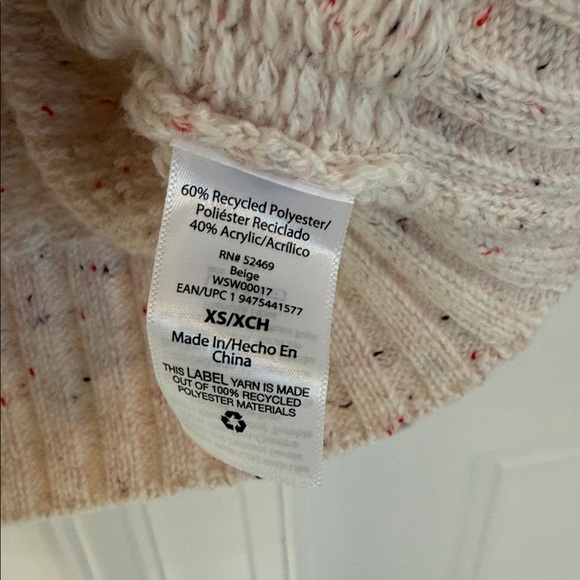 60% Recycled Polyester/
Poliéster Reciclado
40% Acrylic/Acrílico
RN# 52469
Beige
WSW00017
EAN/UPC 1 9475441577
XS/XCH
Made In/Hecho En
China
THIS LABEL YARN IS MADE
OUT OF 100% RECYCLED
POLYESTER MATERIALS